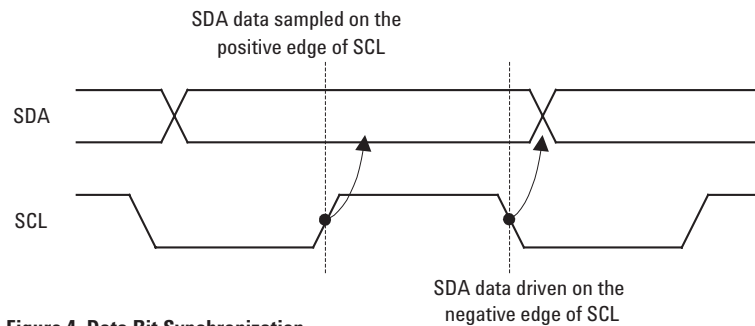 SDA data sampled on the
positive edge of SCL
SDA
SCL
SDA data driven on the
negative edge of SCL
Figure 4. Data Bit Synchronization